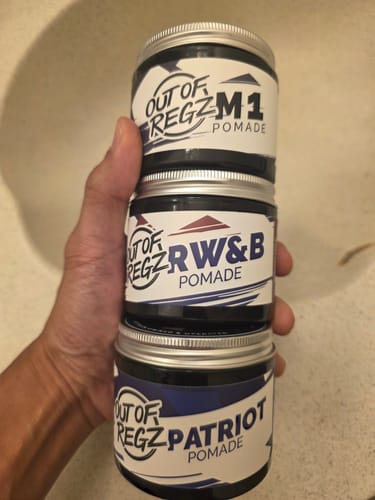 OUT OF
REGZ
M1
POMADE
OUT OF
REGZ
RW&B
POMADE
OUT OF
REGZ
PATRIOT
POMADE